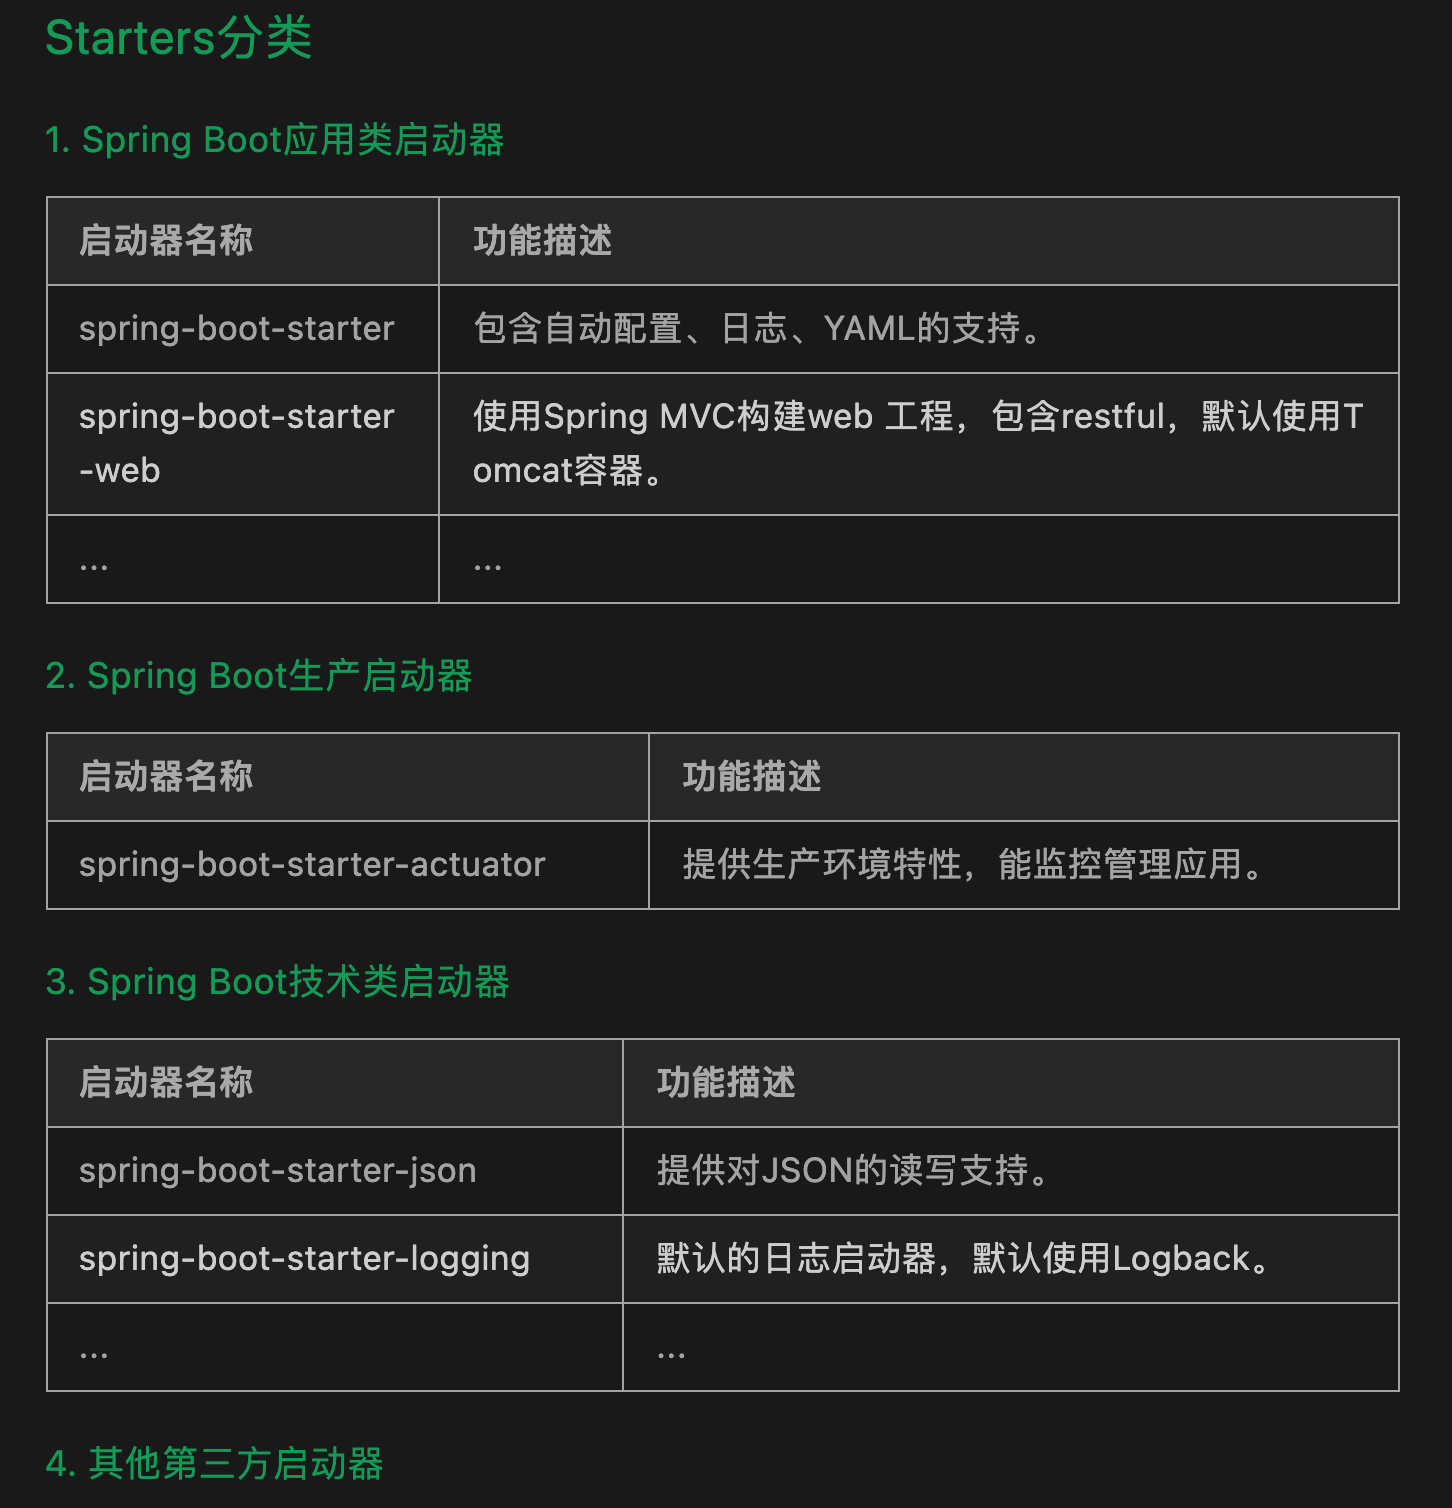 Starters分类
1. Spring Boot应用类启动器
启动器名称 功能描述
spring-boot-starter 包含自动配置、日志、YAML的支持。
spring-boot-starter 使用Spring MVC构建web 工程，包含restful，默认使用T
-web omcat容器。
... ...
2. Spring Boot生产启动器
启动器名称 功能描述
spring-boot-starter-actuator 提供生产环境特性，能监控管理应用。
3. Spring Boot技术类启动器
启动器名称 功能描述
spring-boot-starter-json 提供对JSON的读写支持。
spring-boot-starter-logging 默认的日志启动器，默认使用Logback。
... ...
4. 其他第三方启动器